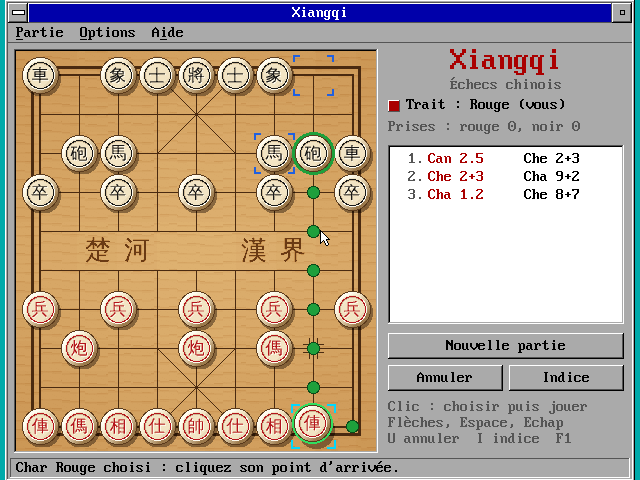 Xiangqi
Partie Options Aide
車 象 士 將 士 象
砲 馬 馬 砲 車
卒 卒 卒 卒 卒
楚 河 漢 界
兵 兵 兵 兵 兵
炮 炮 傌
俥 傌 相 仕 帥 仕 相 俥
Xiangqi
Échecs chinois
Trait : Rouge (vous)
Prises : rouge 0, noir 0
1. Can 2.5 Che 2+3
2. Che 2+3 Cha 9+2
3. Cha 1.2 Che 8+7
Nouvelle partie
Annuler Indice
Clic : choisir puis jouer
Flèches, Espace, Echap
U annuler I indice F1
Char Rouge choisi : cliquez son point d'arrivée.